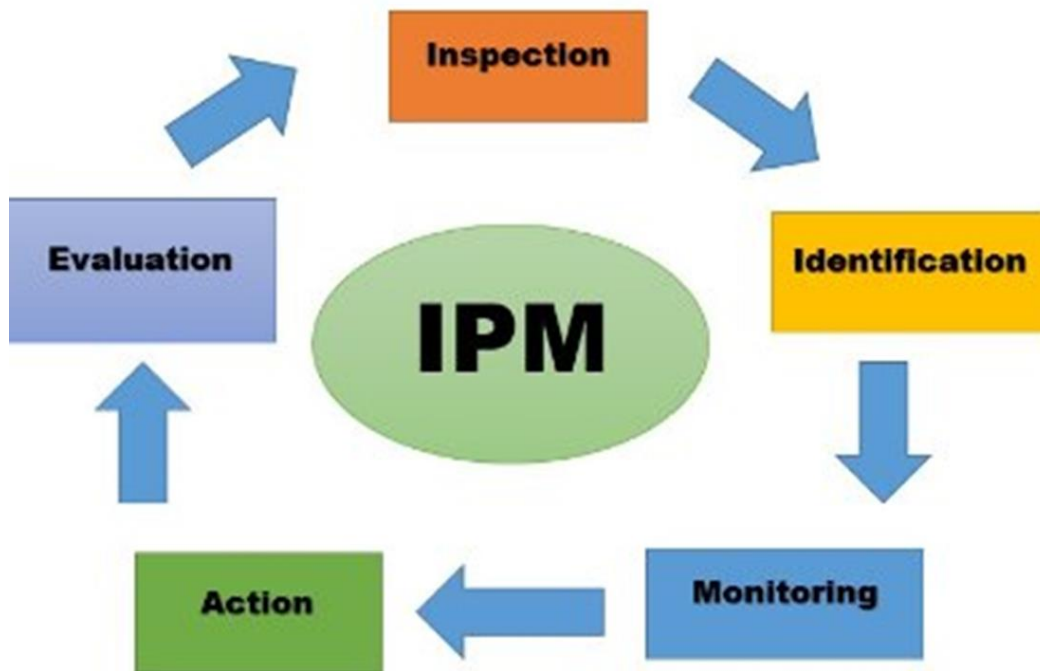 Inspection
Identification
Monitoring
Action
Evaluation
IPM